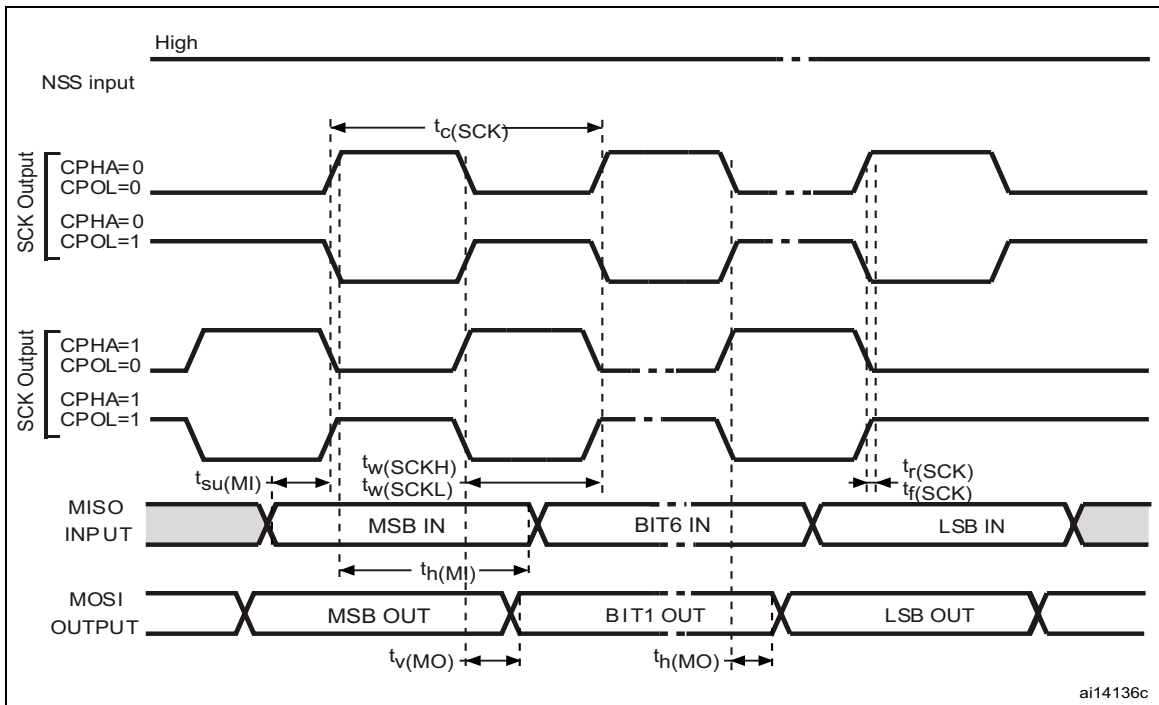 High
NSS input
tc(SCK)
SCK Output
CPHA=0
CPOL=0
CPHA=0
CPOL=1
SCK Output
CPHA=1
CPOL=0
CPHA=1
CPOL=1
tsu(MI)
tw(SCKH)
tw(SCKL)
tr(SCK)
tf(SCK)
MISO
INPUT
MSB IN
BIT6 IN
LSB IN
th(MI)
MOSI
OUTPUT
MSB OUT
BIT1 OUT
LSB OUT
tv(MO)
th(MO)
ai14136c